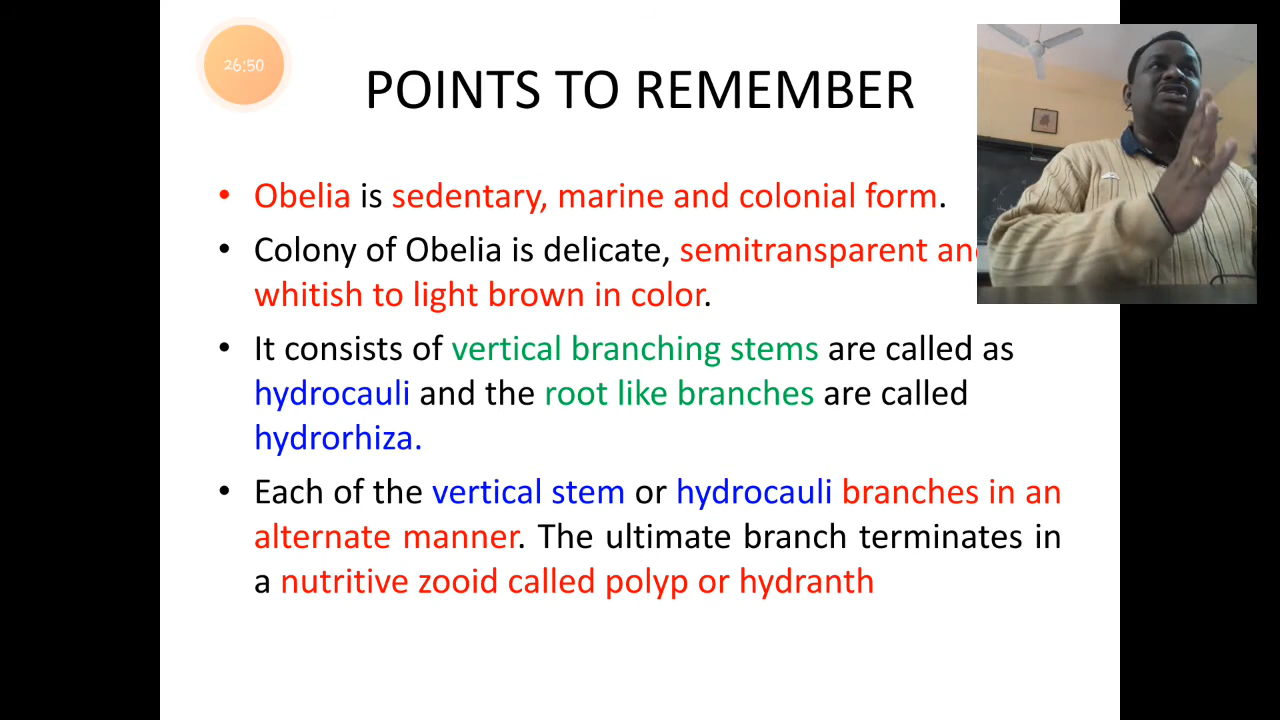 26:50
POINTS TO REMEMBER
• Obelia is sedentary, marine and colonial form.
• Colony of Obelia is delicate, semitransparent and
whitish to light brown in color.
• It consists of vertical branching stems are called as
hydrocauli and the root like branches are called
hydrorhiza.
• Each of the vertical stem or hydrocauli branches in an
alternate manner. The ultimate branch terminates in
a nutritive zooid called polyp or hydranth